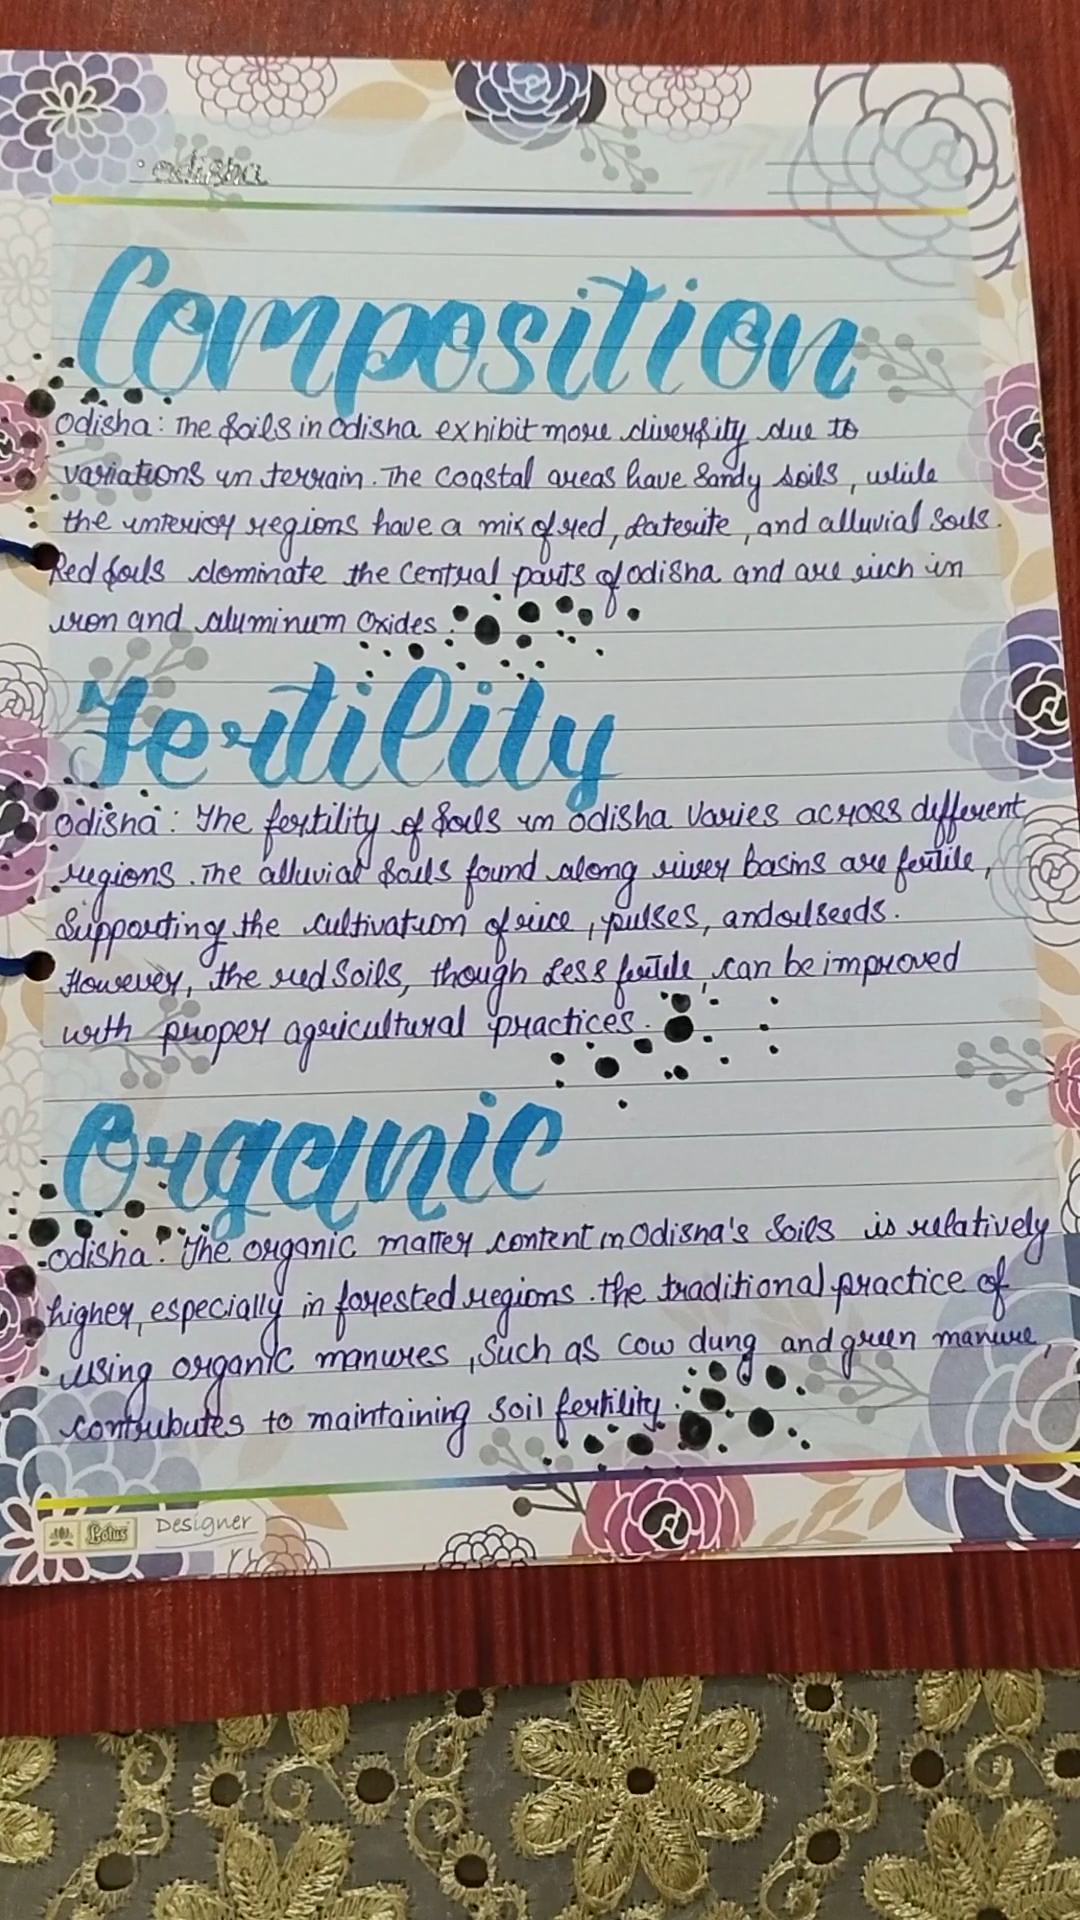 odisha
Composition
Odisha: The Soils in Odisha exhibit more diversity due to
variations in terrain. The coastal areas have Sandy soils, while
the interior regions have a mix of red, laterite, and alluvial soils.
Red soils dominate the central parts of odisha and are rich in
iron and aluminum oxides.
Fertility
Odisha: The fertility of Soils in Odisha varies across different
regions. The alluvial Soils found along river basins are fertile,
Supporting the cultivation of rice, pulses, and oilseeds.
However, the red Soils, though less fertile, can be improved
with proper agricultural practices.
Organic
Odisha: The organic matter content in Odisha's Soils is relatively
higher, especially in forested regions. the traditional practice of
using organic manures, such as cow dung and green manure,
contributes to maintaining soil fertility.
Lotus Designer